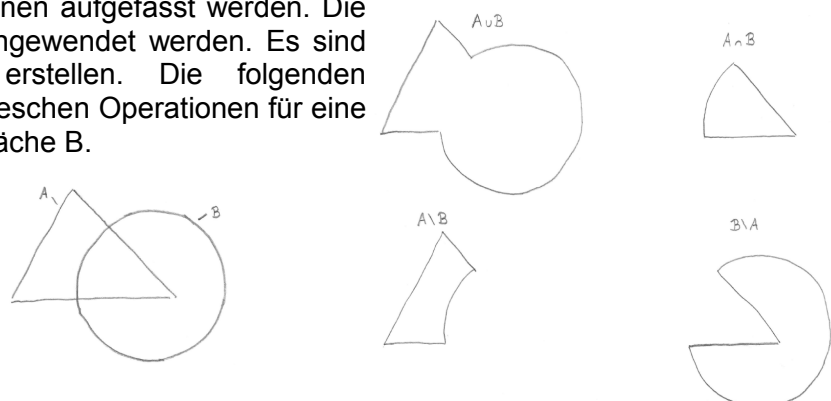 nen aufgefasst werden. Die
ngewendet werden. Es sind
erstellen. Die folgenden
eschen Operationen für eine
äche B.
A∪B
A∩B
A
B
A\B
B\A